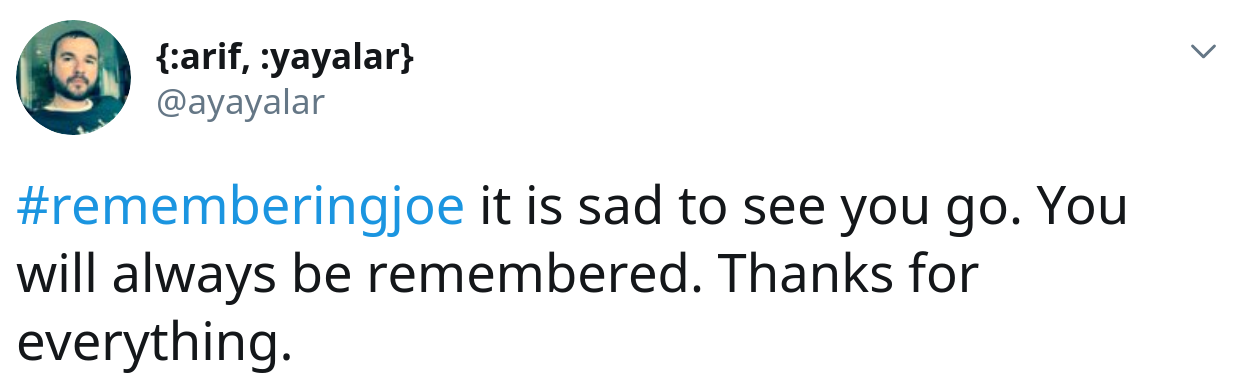 {:arif, :yayalar}
@ayayalar
#rememberingjoe it is sad to see you go. You
will always be remembered. Thanks for
everything.